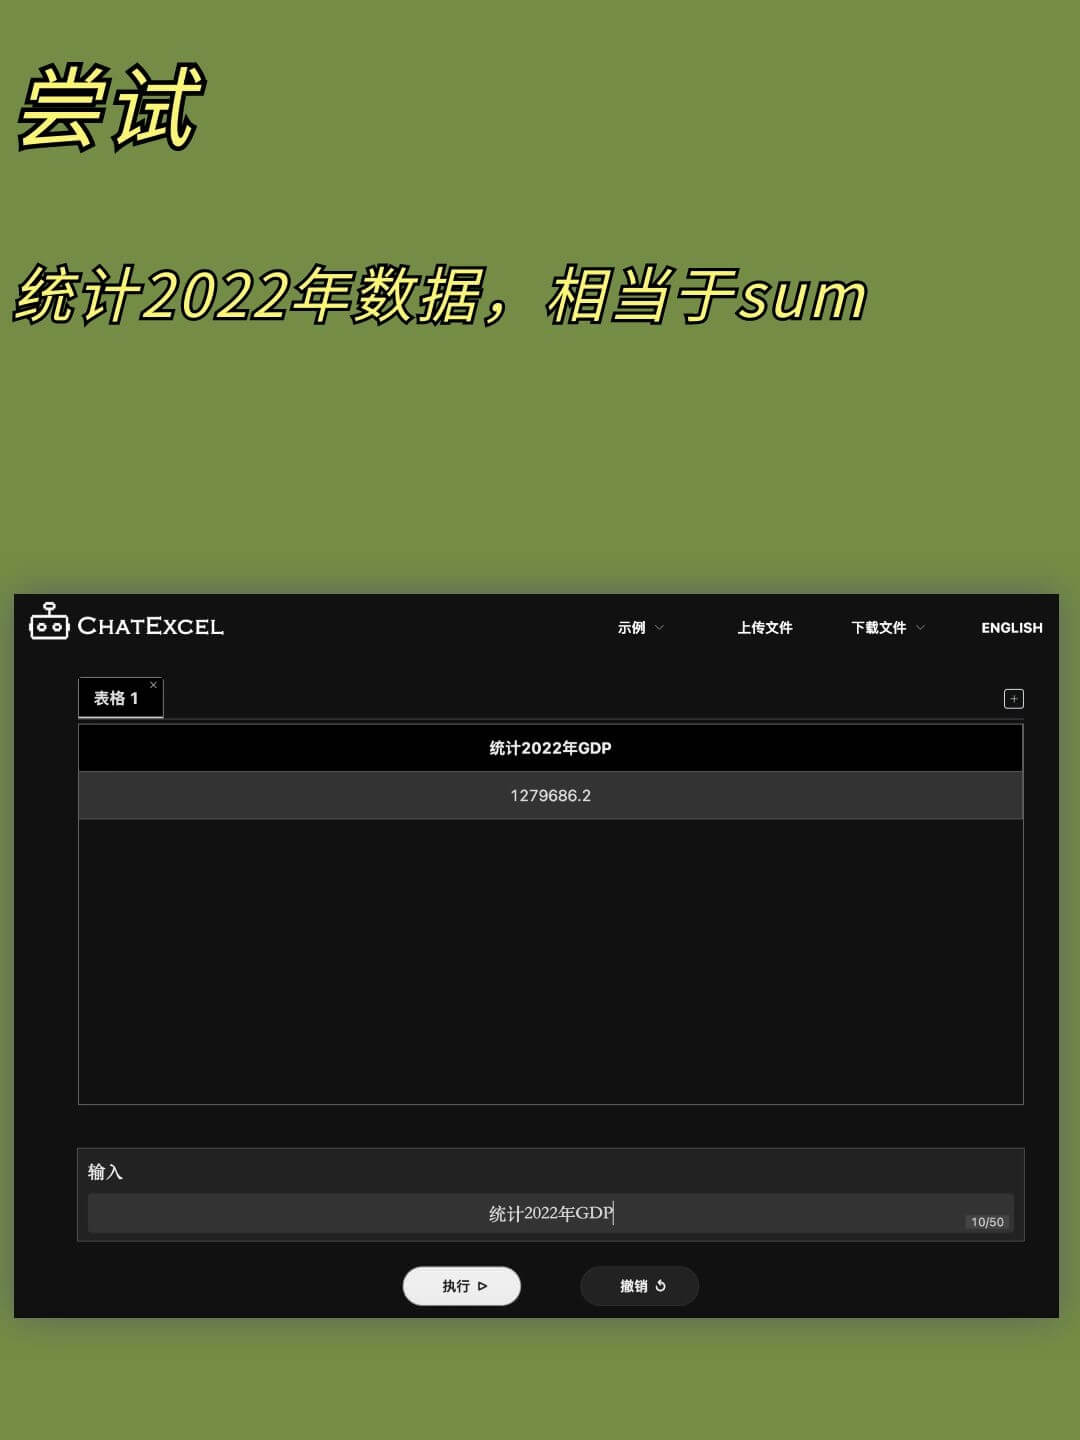 尝试
统计2022年数据，相当于sum
CHATEXCEL
示例 上传文件 下载文件 ENGLISH
表格 1
统计2022年GDP
1279686.2
输入
统计2022年GDP
10/50
执行 撤销